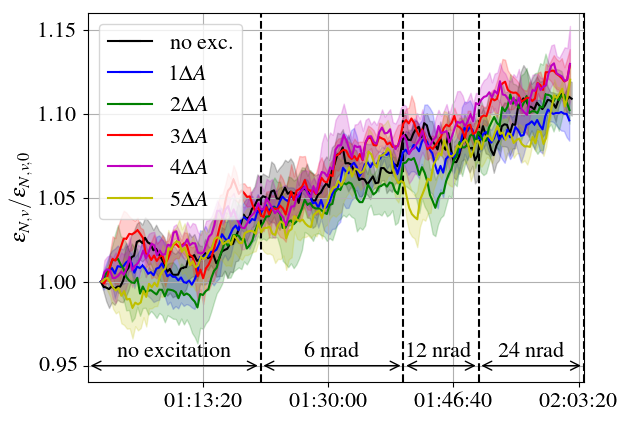 1.15
1.10
1.05
1.00
0.95
ε_{N,v}/ε_{N,v,0}
no exc.
1ΔA
2ΔA
3ΔA
4ΔA
5ΔA
no excitation 6 nrad 12 nrad 24 nrad
01:13:20 01:30:00 01:46:40 02:03:20